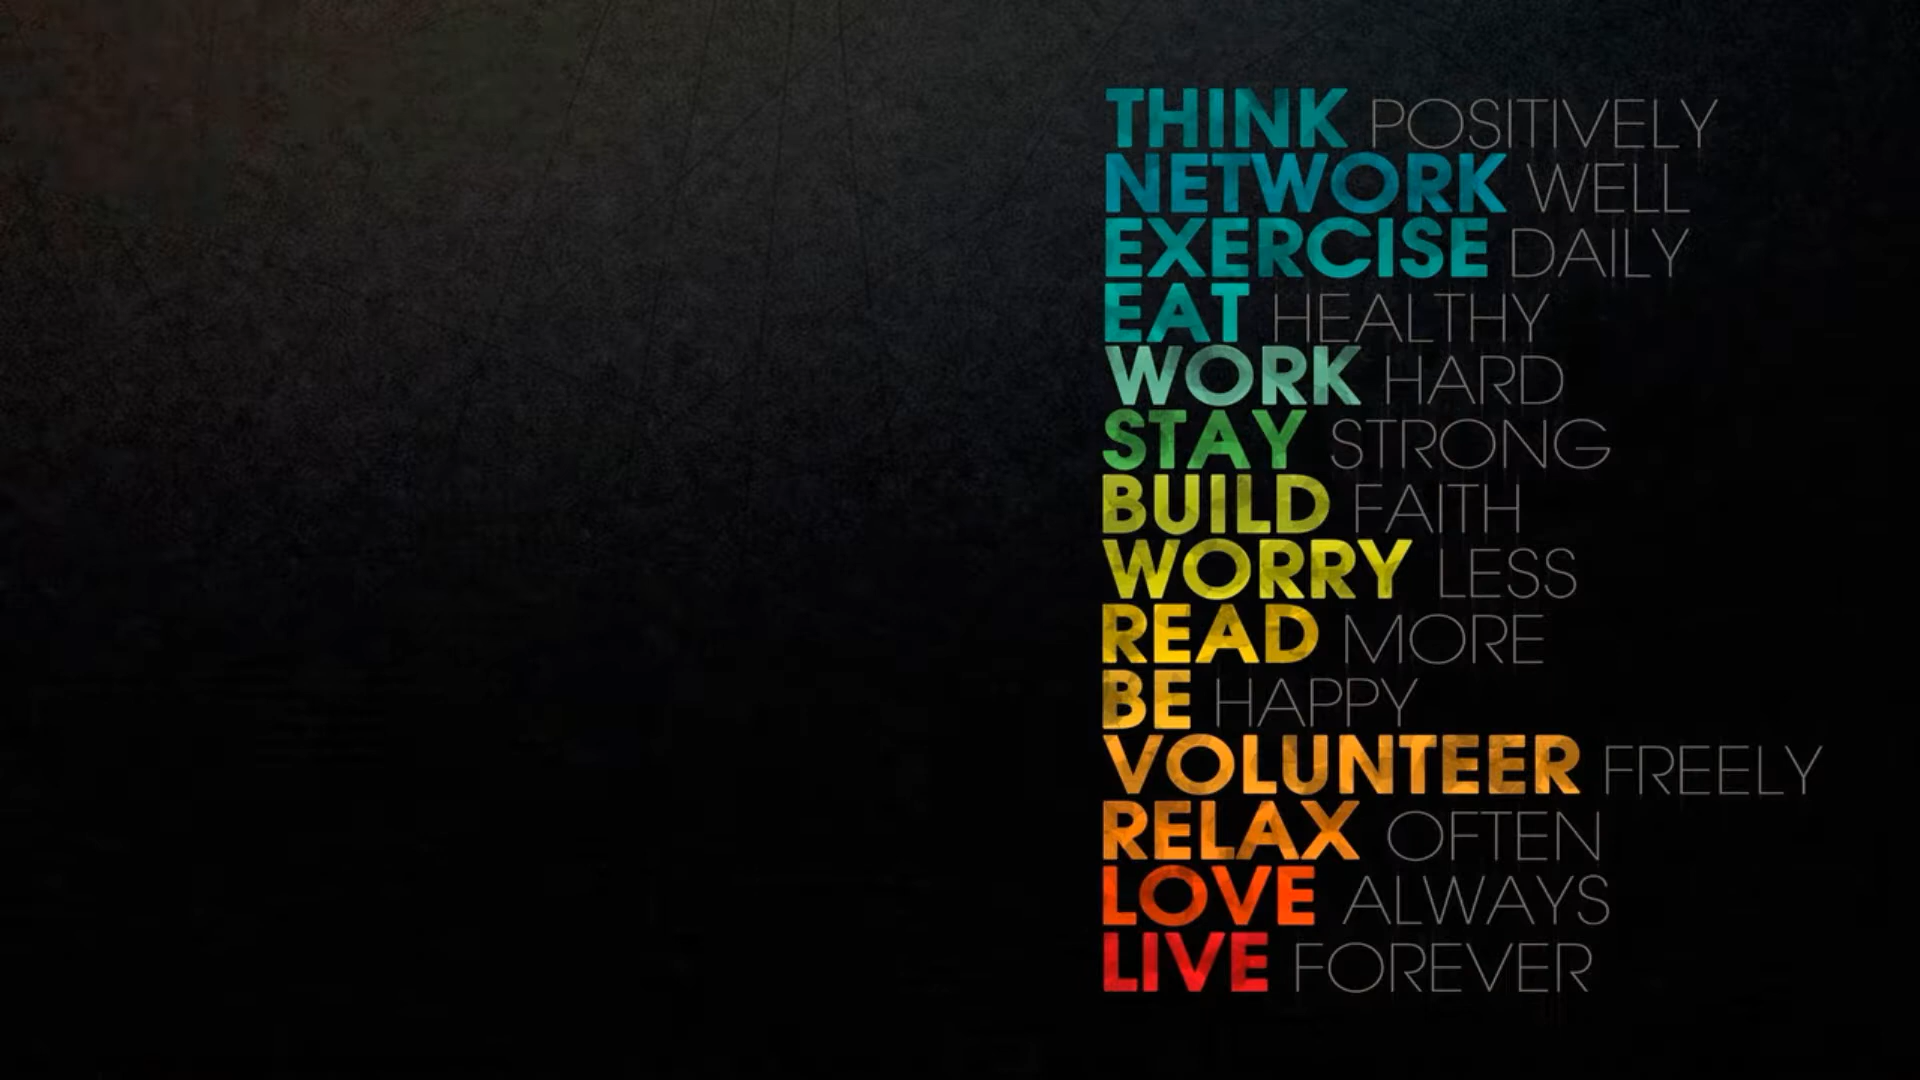 THINK POSITIVELY
NETWORK WELL
EXERCISE DAILY
EAT HEALTHY
WORK HARD
STAY STRONG
BUILD FAITH
WORRY LESS
READ MORE
BE HAPPY
VOLUNTEER FREELY
RELAX OFTEN
LOVE ALWAYS
LIVE FOREVER